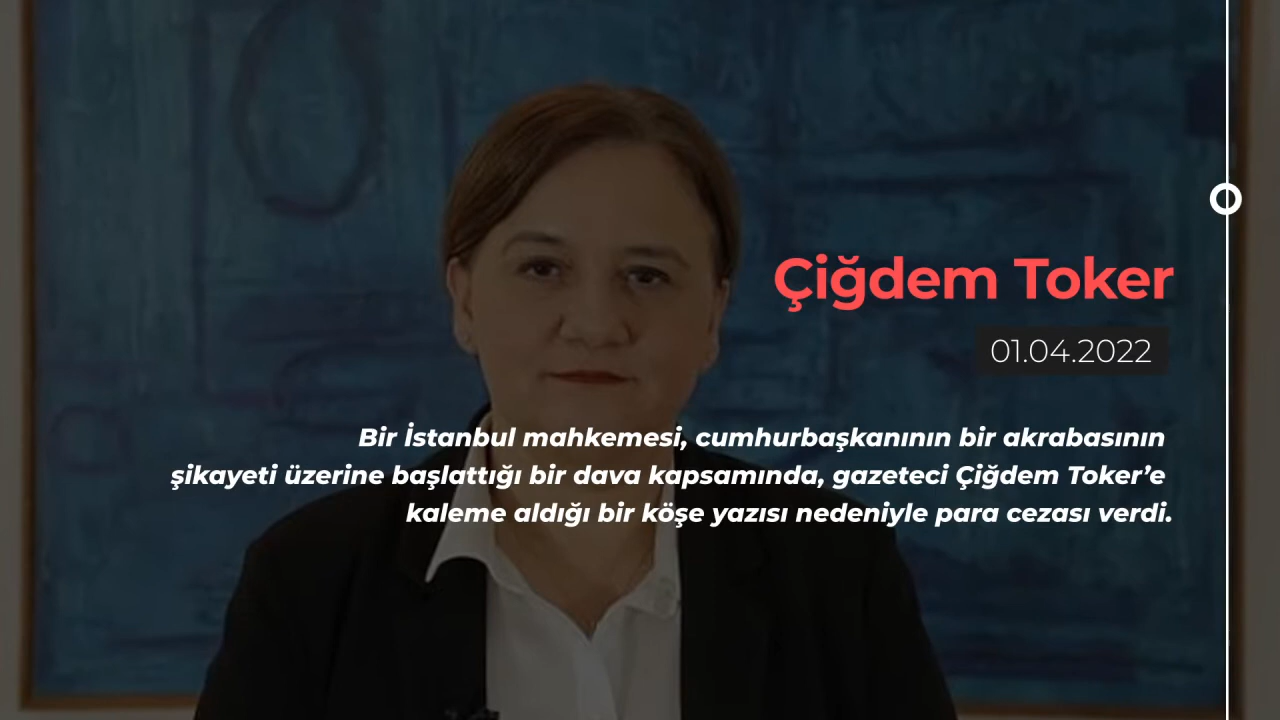 Çiğdem Toker
01.04.2022
Bir İstanbul mahkemesi, cumhurbaşkanının bir akrabasının
şikayeti üzerine başlattığı bir dava kapsamında, gazeteci Çiğdem Toker’e
kaleme aldığı bir köşe yazısı nedeniyle para cezası verdi.